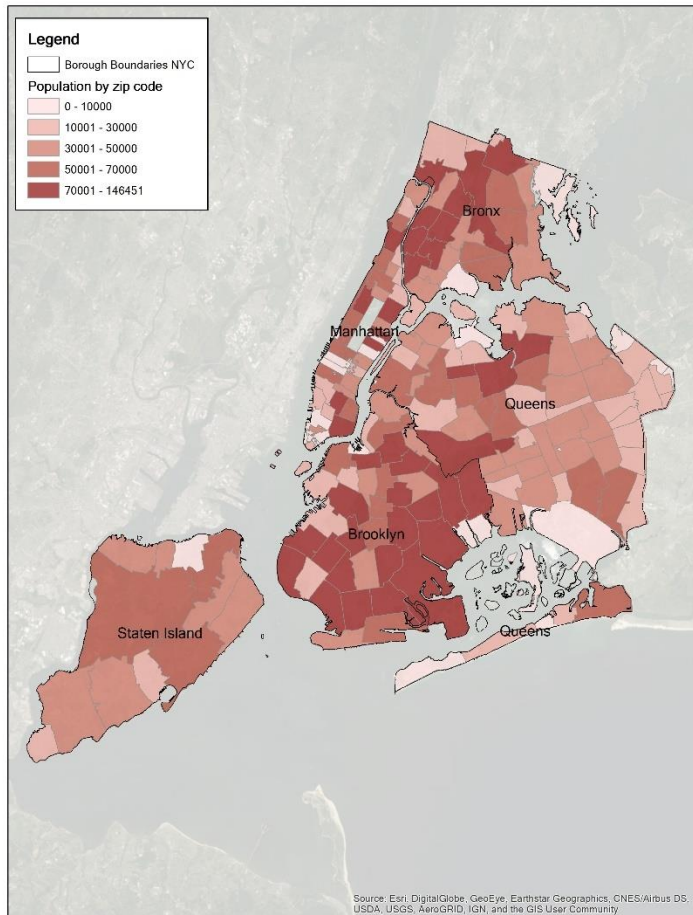 Legend
Borough Boundaries NYC
Population by zip code
0 - 10000
10001 - 30000
30001 - 50000
50001 - 70000
70001 - 146451
Bronx
Manhattan
Queens
Brooklyn
Staten Island
Queens
Source: Esri, DigitalGlobe, GeoEye, Earthstar Geographics, CNES/Airbus DS,
USDA, USGS, AeroGRID, IGN, and the GIS User Community